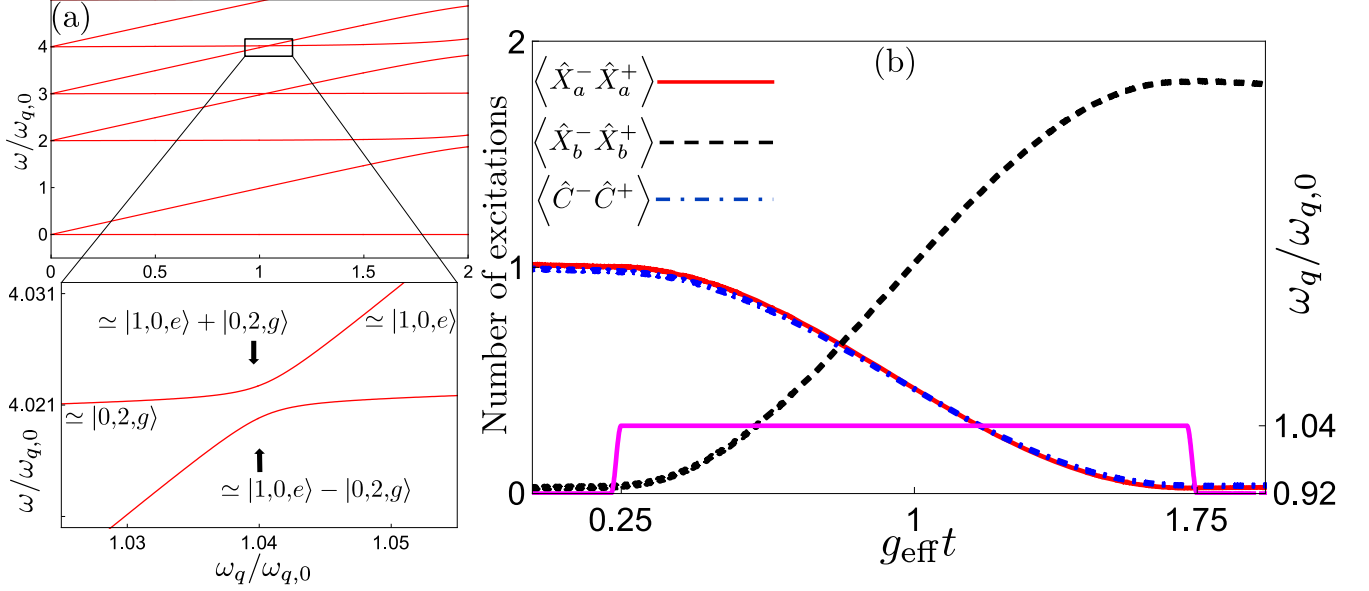 (a)
ω/ω_{q,0}
4
3
2
1
0
0 0.5 1 1.5 2
4.031
4.021
ω/ω_{q,0}
≃|1,0,e⟩ + |0,2,g⟩
≃|1,0,e⟩
≃|0,2,g⟩
≃|1,0,e⟩ − |0,2,g⟩
1.03 1.04 1.05
ω_q/ω_{q,0}
(b)
⟨X̂_a^- X̂_a^+⟩
⟨X̂_b^- X̂_b^+⟩
⟨Ĉ^- Ĉ^+⟩
Number of excitations
2
1
0
0.25 1 1.75
g_{eff}t
1.04
0.92
ω_q/ω_{q,0}